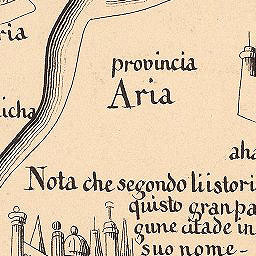 ria
provincia
Aria
icha
aha
Nota che segondo li istori
quisto gran pa
gune citade in
suo nome -